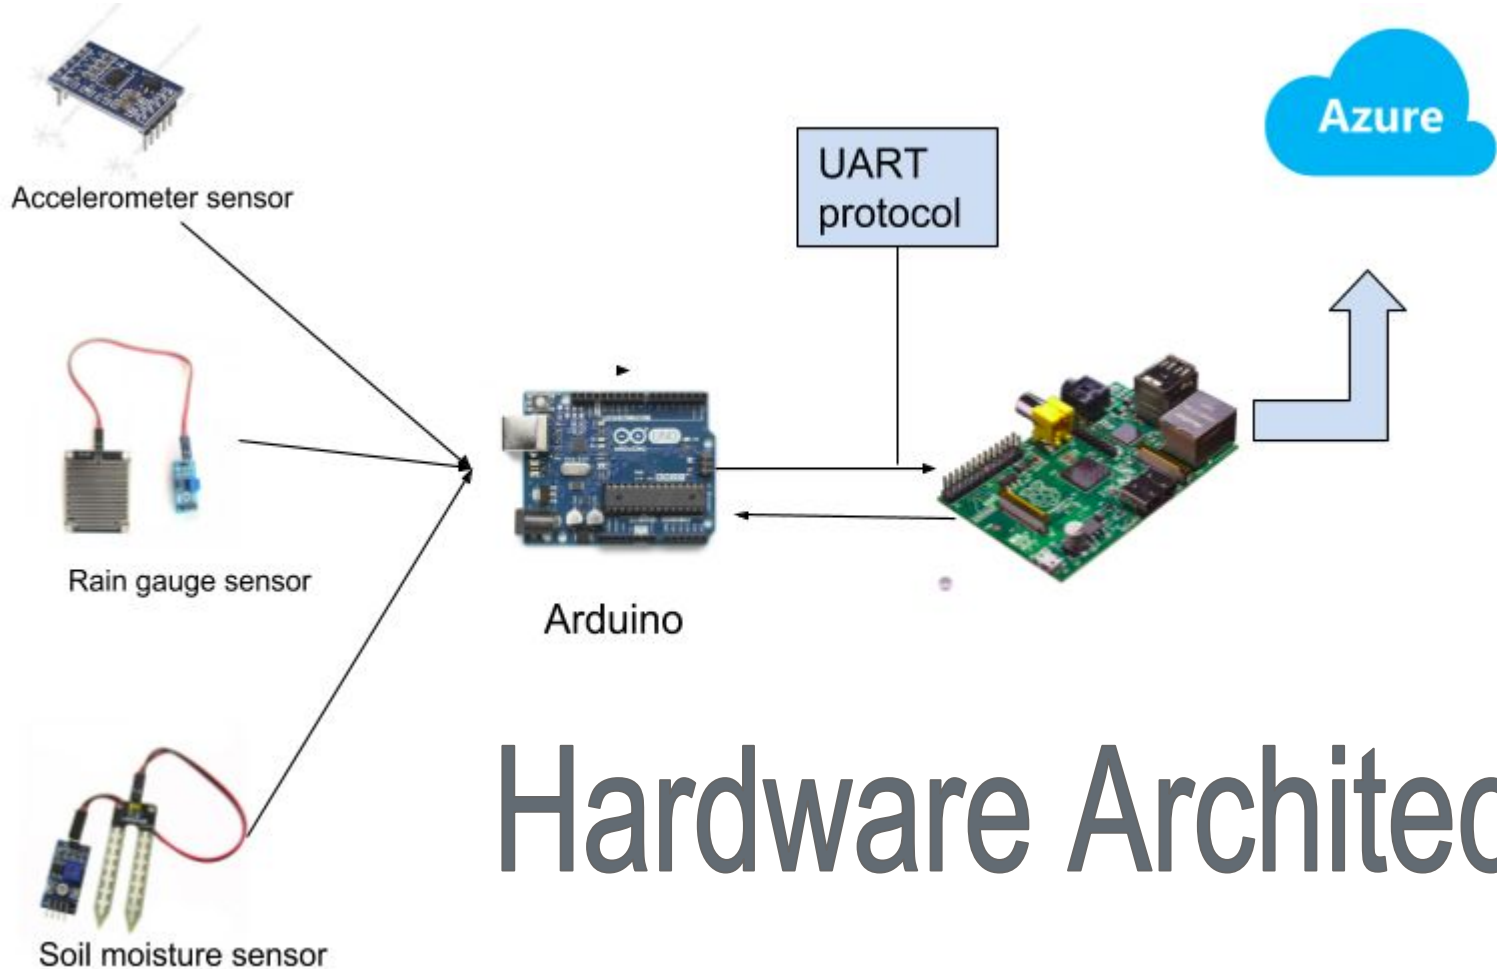 Azure
UART
protocol
Accelerometer sensor
Rain gauge sensor
Arduino
Hardware Architec
Soil moisture sensor